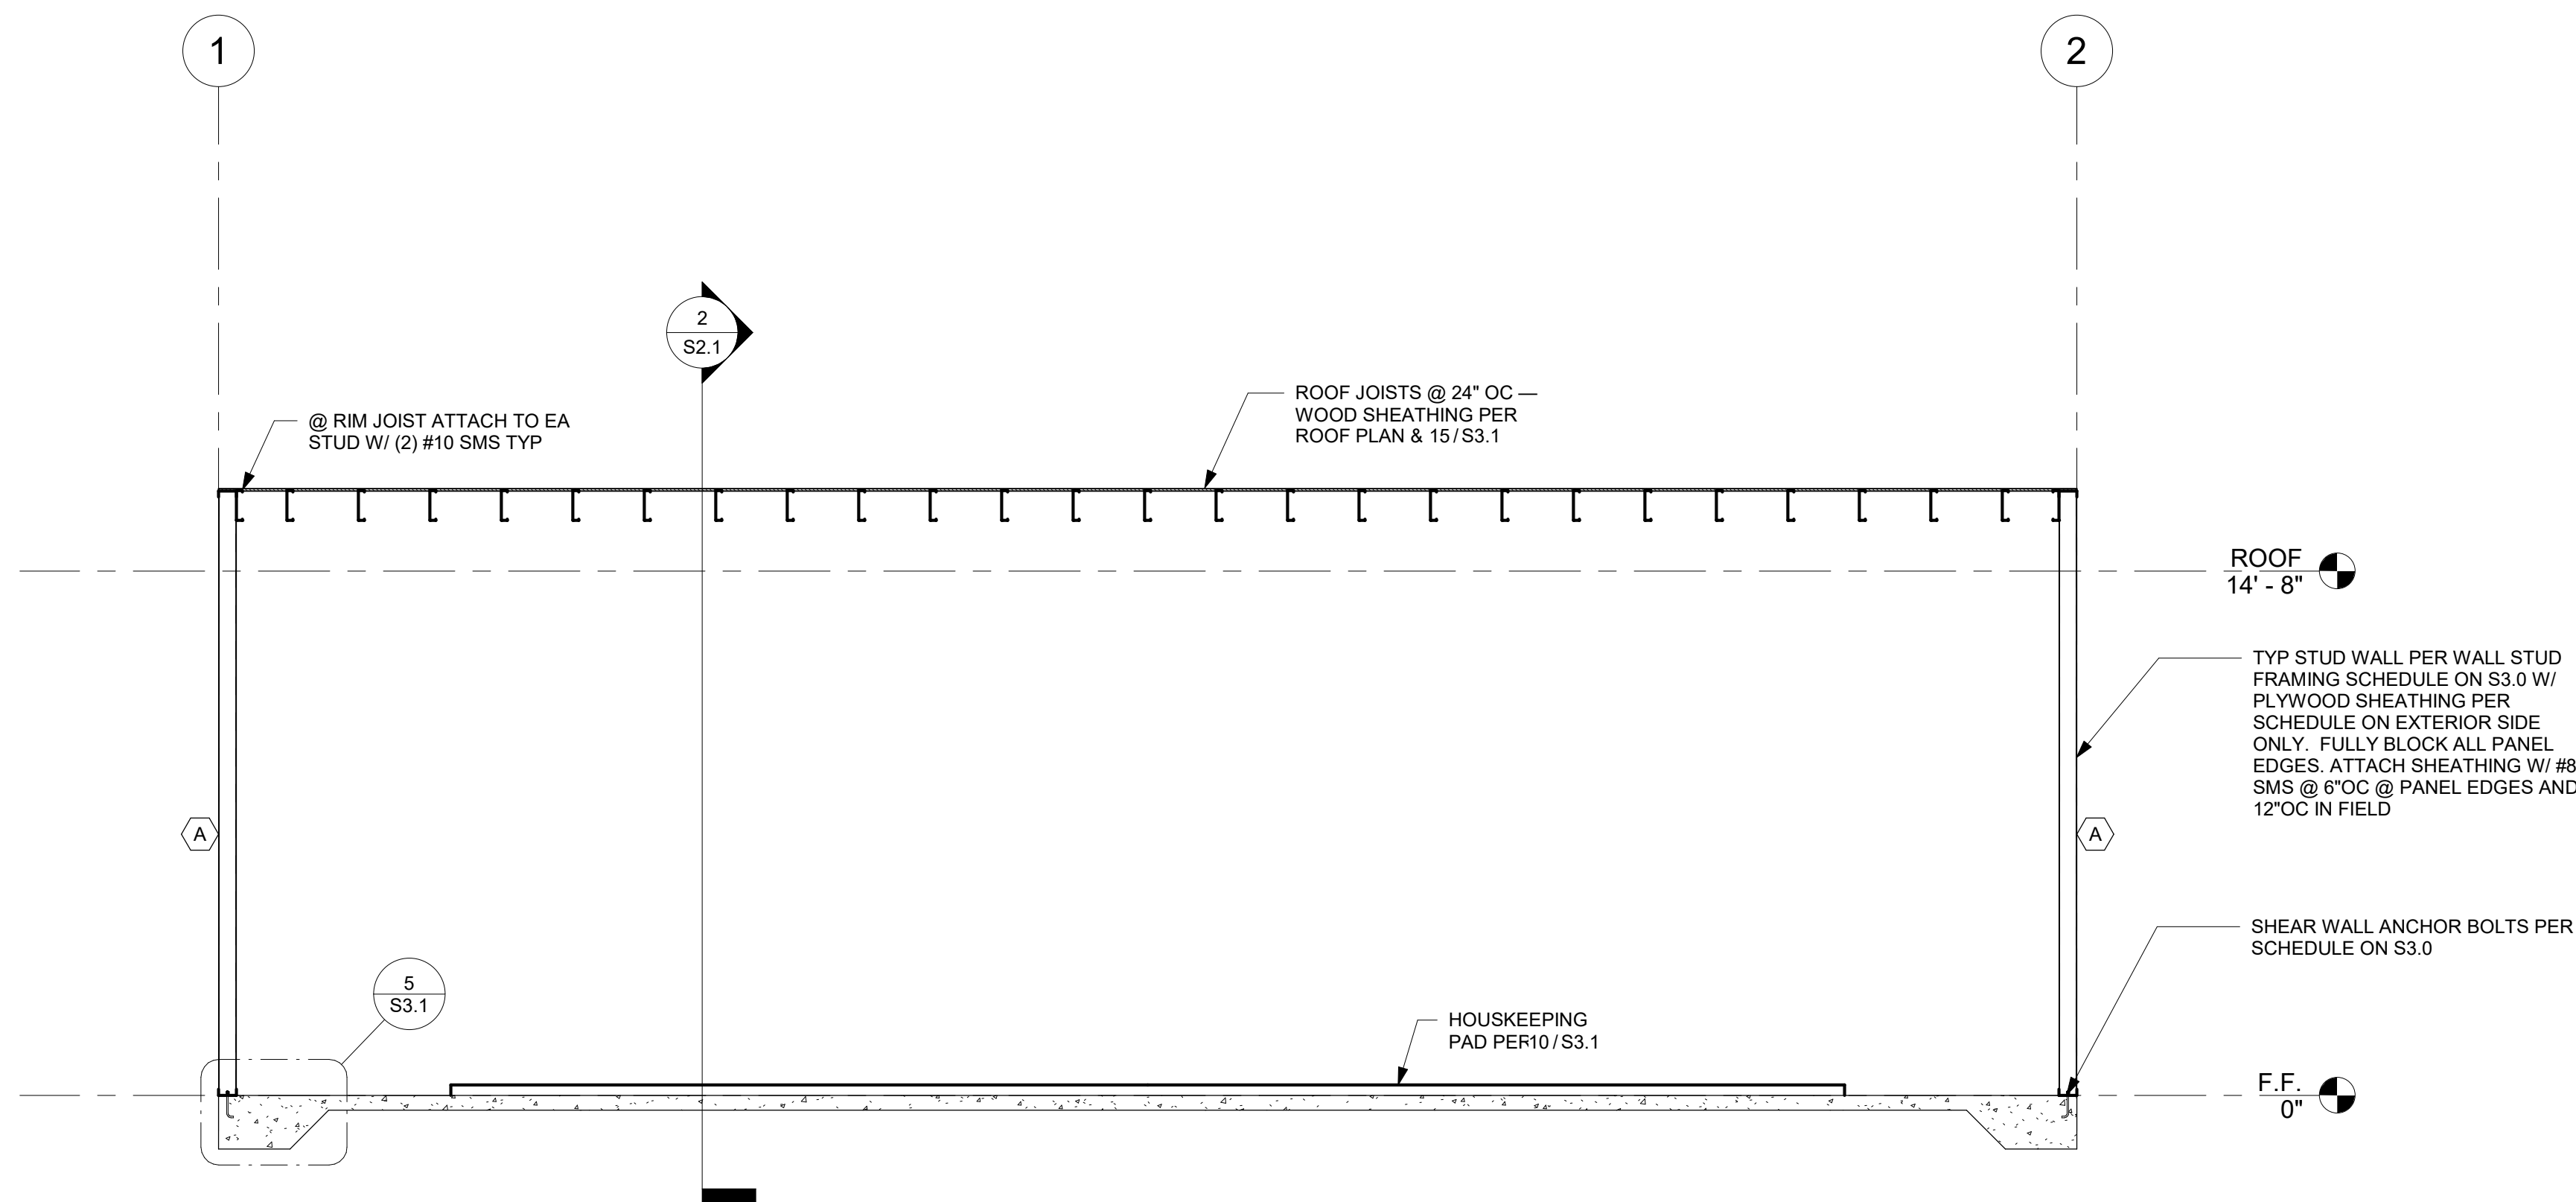 1
2
2
S2.1
@ RIM JOIST ATTACH TO EA
STUD W/ (2) #10 SMS TYP
ROOF JOISTS @ 24" OC —
WOOD SHEATHING PER
ROOF PLAN & 15 / S3.1
ROOF
14' - 8"
TYP STUD WALL PER WALL STUD
FRAMING SCHEDULE ON S3.0 W/
PLYWOOD SHEATHING PER
SCHEDULE ON EXTERIOR SIDE
ONLY. FULLY BLOCK ALL PANEL
EDGES. ATTACH SHEATHING W/ #8
SMS @ 6"OC @ PANEL EDGES AND
12"OC IN FIELD
A
A
SHEAR WALL ANCHOR BOLTS PER
SCHEDULE ON S3.0
5
S3.1
HOUSKEEPING
PAD PER10 / S3.1
F.F.
0"